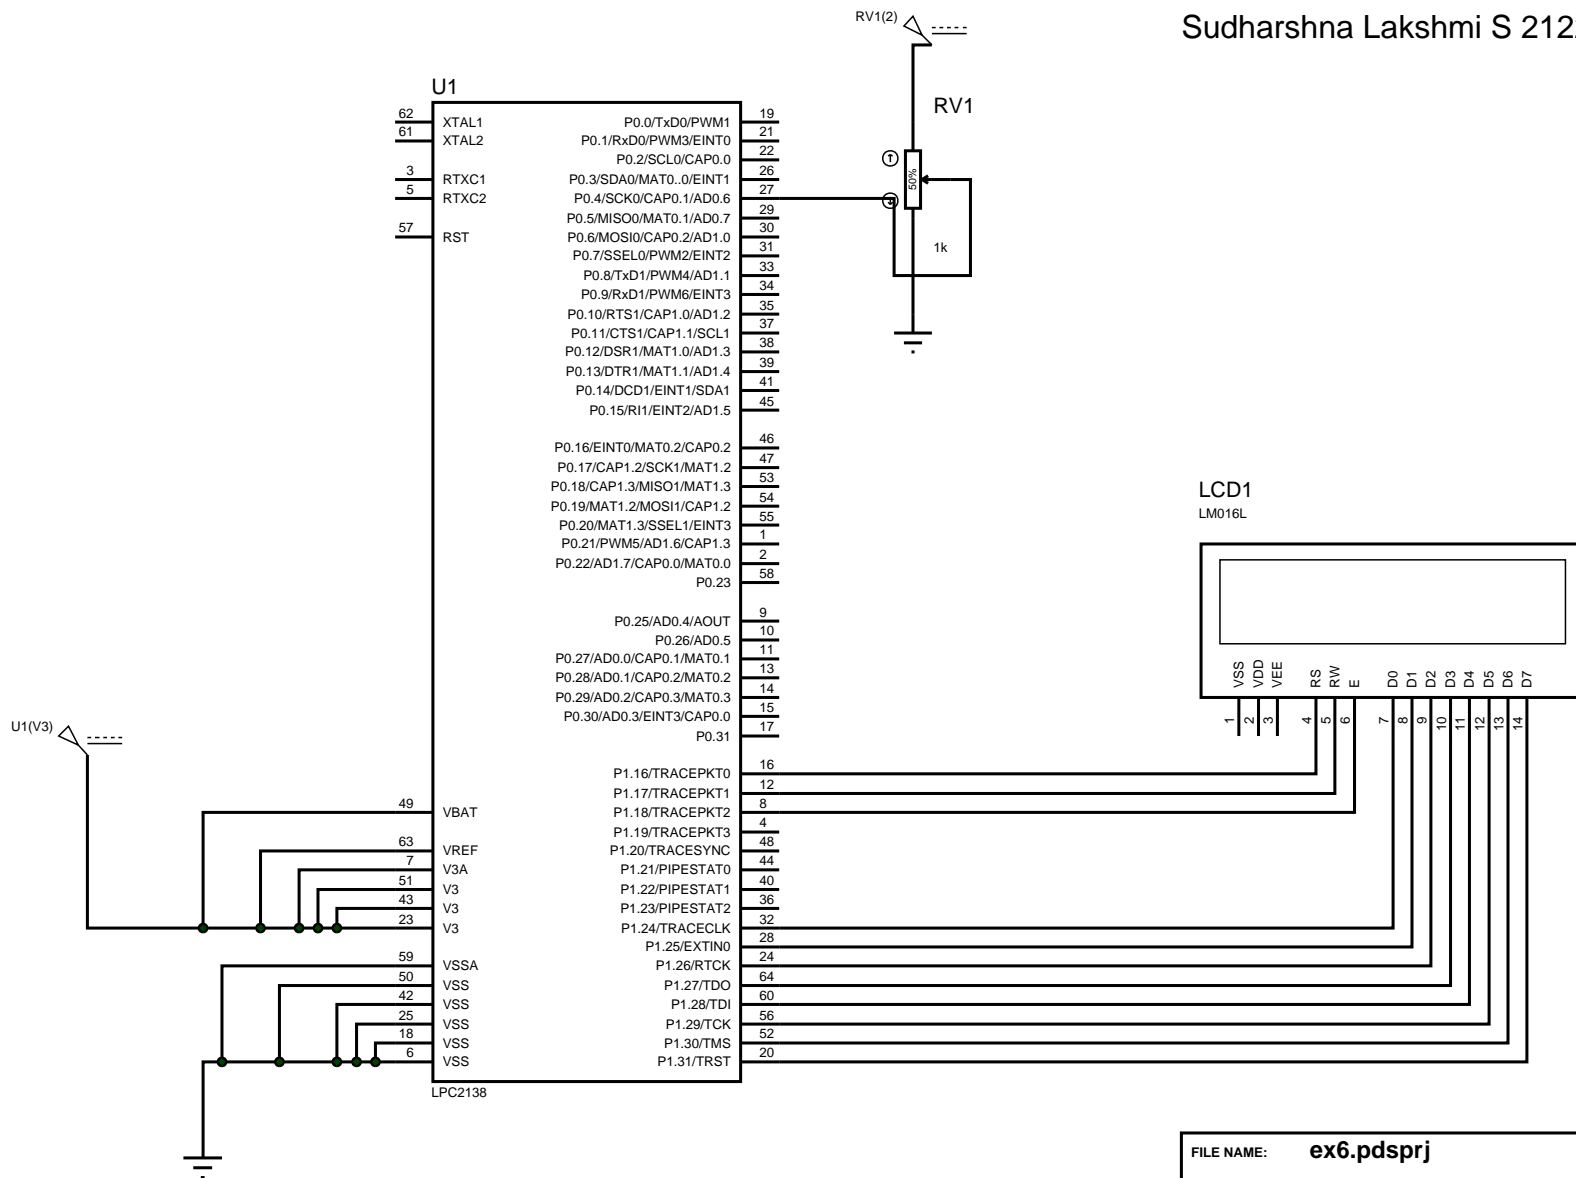 RV1(2)
Sudharshna Lakshmi S
U1
RV1
50%
1k
62 XTAL1
61 XTAL2
3 RTXC1
5 RTXC2
57 RST
P0.0/TxD0/PWM1 19
P0.1/RxD0/PWM3/EINT0 21
P0.2/SCL0/CAP0.0 22
P0.3/SDA0/MAT0..0/EINT1 26
P0.4/SCK0/CAP0.1/AD0.6 27
P0.5/MISO0/MAT0.1/AD0.7 29
P0.6/MOSI0/CAP0.2/AD1.0 30
P0.7/SSEL0/PWM2/EINT2 31
P0.8/TxD1/PWM4/AD1.1 33
P0.9/RxD1/PWM6/EINT3 34
P0.10/RTS1/CAP1.0/AD1.2 35
P0.11/CTS1/CAP1.1/SCL1 37
P0.12/DSR1/MAT1.0/AD1.3 38
P0.13/DTR1/MAT1.1/AD1.4 39
P0.14/DCD1/EINT1/SDA1 41
P0.15/RI1/EINT2/AD1.5 45
P0.16/EINT0/MAT0.2/CAP0.2 46
P0.17/CAP1.2/SCK1/MAT1.2 47
P0.18/CAP1.3/MISO1/MAT1.3 53
P0.19/MAT1.2/MOSI1/CAP1.2 54
P0.20/MAT1.3/SSEL1/EINT3 55
P0.21/PWM5/AD1.6/CAP1.3 1
P0.22/AD1.7/CAP0.0/MAT0.0 2
P0.23 58
P0.25/AD0.4/AOUT 9
P0.26/AD0.5 10
P0.27/AD0.0/CAP0.1/MAT0.1 11
P0.28/AD0.1/CAP0.2/MAT0.2 13
P0.29/AD0.2/CAP0.3/MAT0.3 14
P0.30/AD0.3/EINT3/CAP0.0 15
P0.31 17
P1.16/TRACEPKT0 16
P1.17/TRACEPKT1 12
49 VBAT P1.18/TRACEPKT2 8
P1.19/TRACEPKT3 4
63 VREF P1.20/TRACESYNC 48
7 V3A P1.21/PIPESTAT0 44
51 V3 P1.22/PIPESTAT1 40
43 V3 P1.23/PIPESTAT2 36
23 V3 P1.24/TRACECLK 32
P1.25/EXTIN0 28
59 VSSA P1.26/RTCK 24
50 VSS P1.27/TDO 64
42 VSS P1.28/TDI 60
25 VSS P1.29/TCK 56
18 VSS P1.30/TMS 52
6 VSS P1.31/TRST 20
LPC2138
U1(V3)
LCD1
LM016L
VSS VDD VEE RS RW E D0 D1 D2 D3 D4 D5 D6 D7
1 2 3 4 5 6 7 8 9 10 11 12 13 14
FILE NAME: ex6.pdsprj